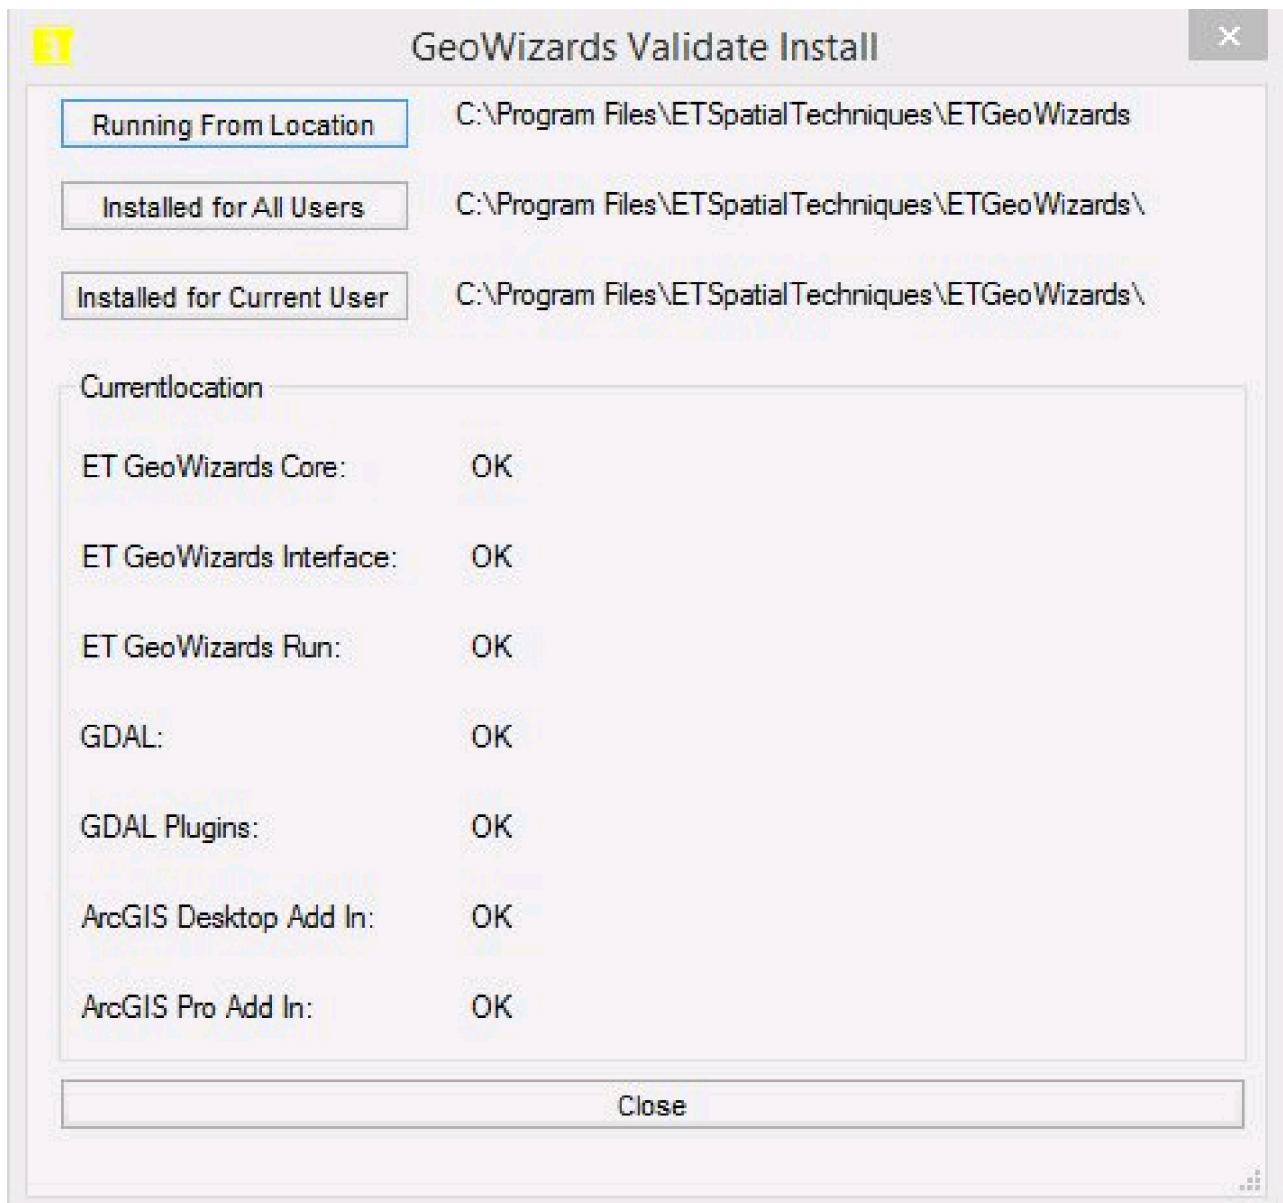 ET GeoWizards Validate Install
Running From Location C:\Program Files\ETSpatialTechniques\ETGeoWizards
Installed for All Users C:\Program Files\ETSpatialTechniques\ETGeoWizards\
Installed for Current User C:\Program Files\ETSpatialTechniques\ETGeoWizards\
Currentlocation
ET GeoWizards Core: OK
ET GeoWizards Interface: OK
ET GeoWizards Run: OK
GDAL: OK
GDAL Plugins: OK
ArcGIS Desktop Add In: OK
ArcGIS Pro Add In: OK
Close